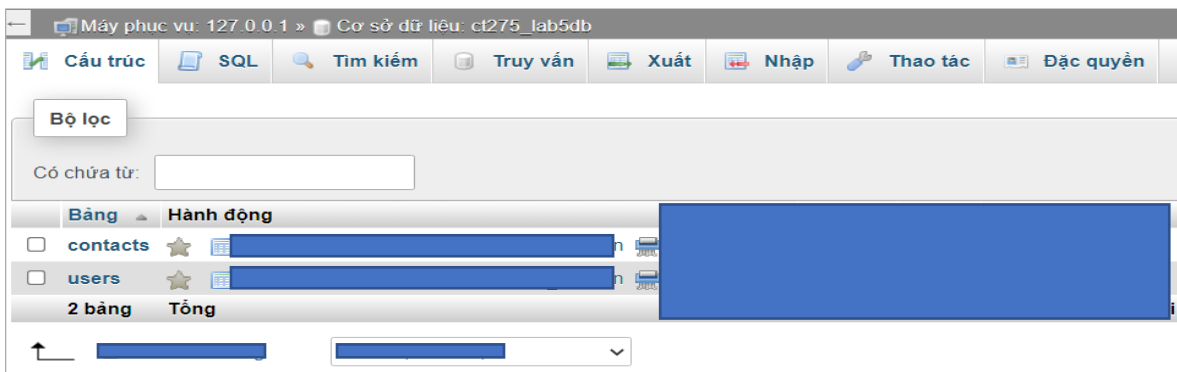 Máy phục vụ: 127.0.0.1 » Cơ sở dữ liệu: ct275_lab5db
Cấu trúc SQL Tìm kiếm Truy vấn Xuất Nhập Thao tác Đặc quyền
Bộ lọc
Có chứa từ:
Bảng Hành động
contacts
users
2 bảng Tổng